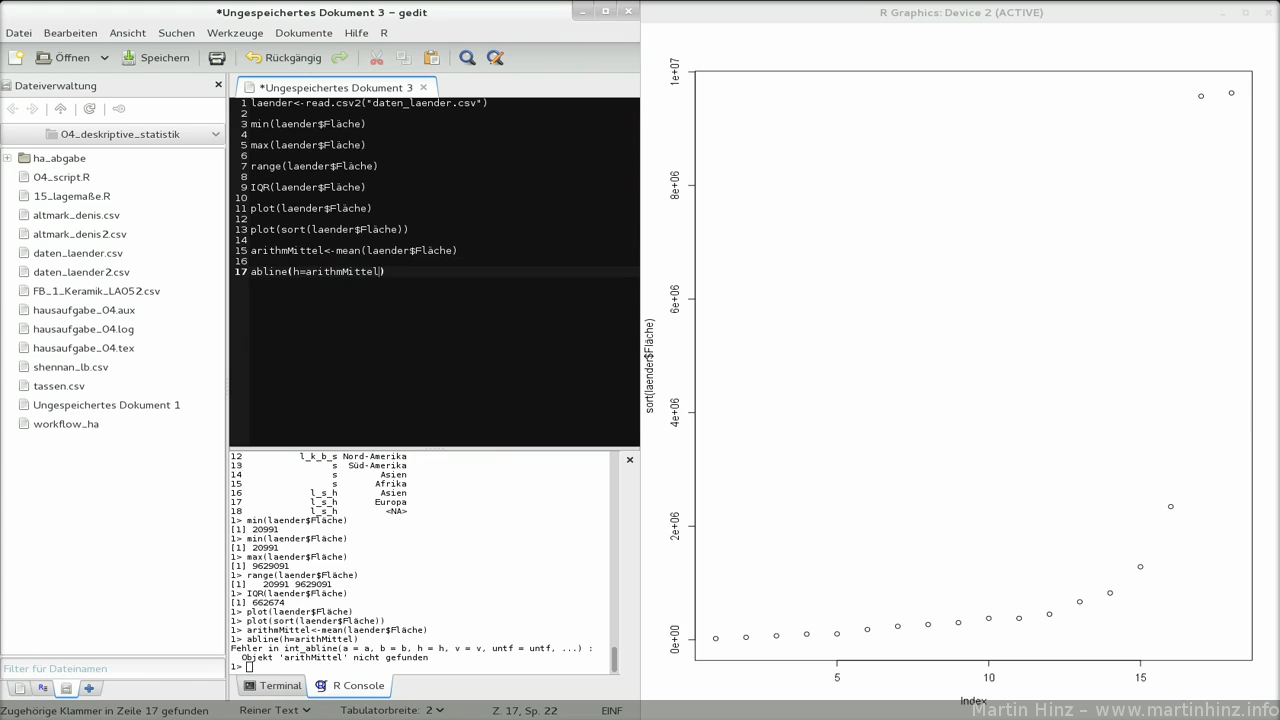 *Ungespeichertes Dokument 3 – gedit
Datei Bearbeiten Ansicht Suchen Werkzeuge Dokumente Hilfe R
Öffnen Speichern Rückgängig
Dateiverwaltung
04_deskriptive_statistik
ha_abgabe
04_script.R
15_lagemaße.R
altmark_denis.csv
altmark_denis2.csv
daten_laender.csv
daten_laender2.csv
FB_1_Keramik_LAO52.csv
hausaufgabe_04.aux
hausaufgabe_04.log
hausaufgabe_04.tex
shennan_lb.csv
tassen.csv
Ungespeichertes Dokument 1
workflow_ha
Filter für Dateinamen
*Ungespeichertes Dokument 3
1 laender<-read.csv2("daten_laender.csv")
2
3 min(laender$Fläche)
4
5 max(laender$Fläche)
6
7 range(laender$Fläche)
8
9 IQR(laender$Fläche)
10
11 plot(laender$Fläche)
12
13 plot(sort(laender$Fläche))
14
15 arithmMittel<-mean(laender$Fläche)
16
17 abline(h=arithmMittel)
12 l_k_b_s Nord-Amerika
13 s Süd-Amerika
14 s Asien
15 s Afrika
16 l_s_h Asien
17 l_s_h Europa
18 l_s_h <NA>
1> min(laender$Fläche)
[1] 20991
1> min(laender$Fläche)
[1] 20991
1> max(laender$Fläche)
[1] 9629091
1> range(laender$Fläche)
[1] 20991 9629091
1> IQR(laender$Fläche)
[1] 662674
1> plot(laender$Fläche)
1> plot(sort(laender$Fläche))
1> arithmMittel<-mean(laender$Fläche)
1> abline(h=arithMittel)
Fehler in int_abline(a = a, b = b, h = h, v = v, untf = untf, ...) :
Objekt 'arithMittel' nicht gefunden
1>
Terminal R Console
Zugehörige Klammer in Zeile 17 gefunden Reiner Text Tabulatorbreite: 2 Z. 17, Sp. 22 EINF
R Graphics: Device 2 (ACTIVE)
1e+07
8e+06
6e+06
4e+06
2e+06
0e+00
sort(laender$Fläche)
5 10 15
Index
Martin Hinz - www.martinhinz.info